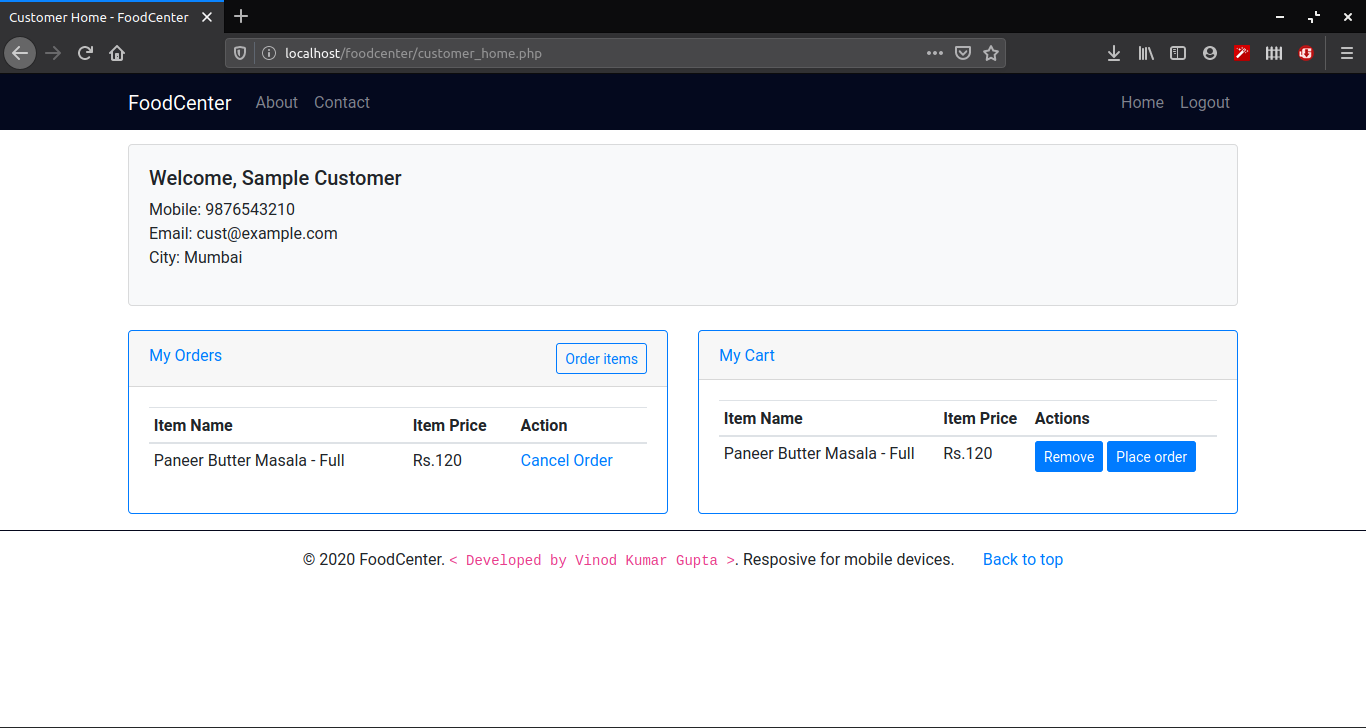 Customer Home - FoodCenter
localhost/foodcenter/customer_home.php
FoodCenter About Contact Home Logout
Welcome, Sample Customer
Mobile: 9876543210
Email: cust@example.com
City: Mumbai
My Orders Order items
Item Name Item Price Action
Paneer Butter Masala - Full Rs.120 Cancel Order
My Cart
Item Name Item Price Actions
Paneer Butter Masala - Full Rs.120 Remove Place order
© 2020 FoodCenter. < Developed by Vinod Kumar Gupta >. Resposive for mobile devices. Back to top